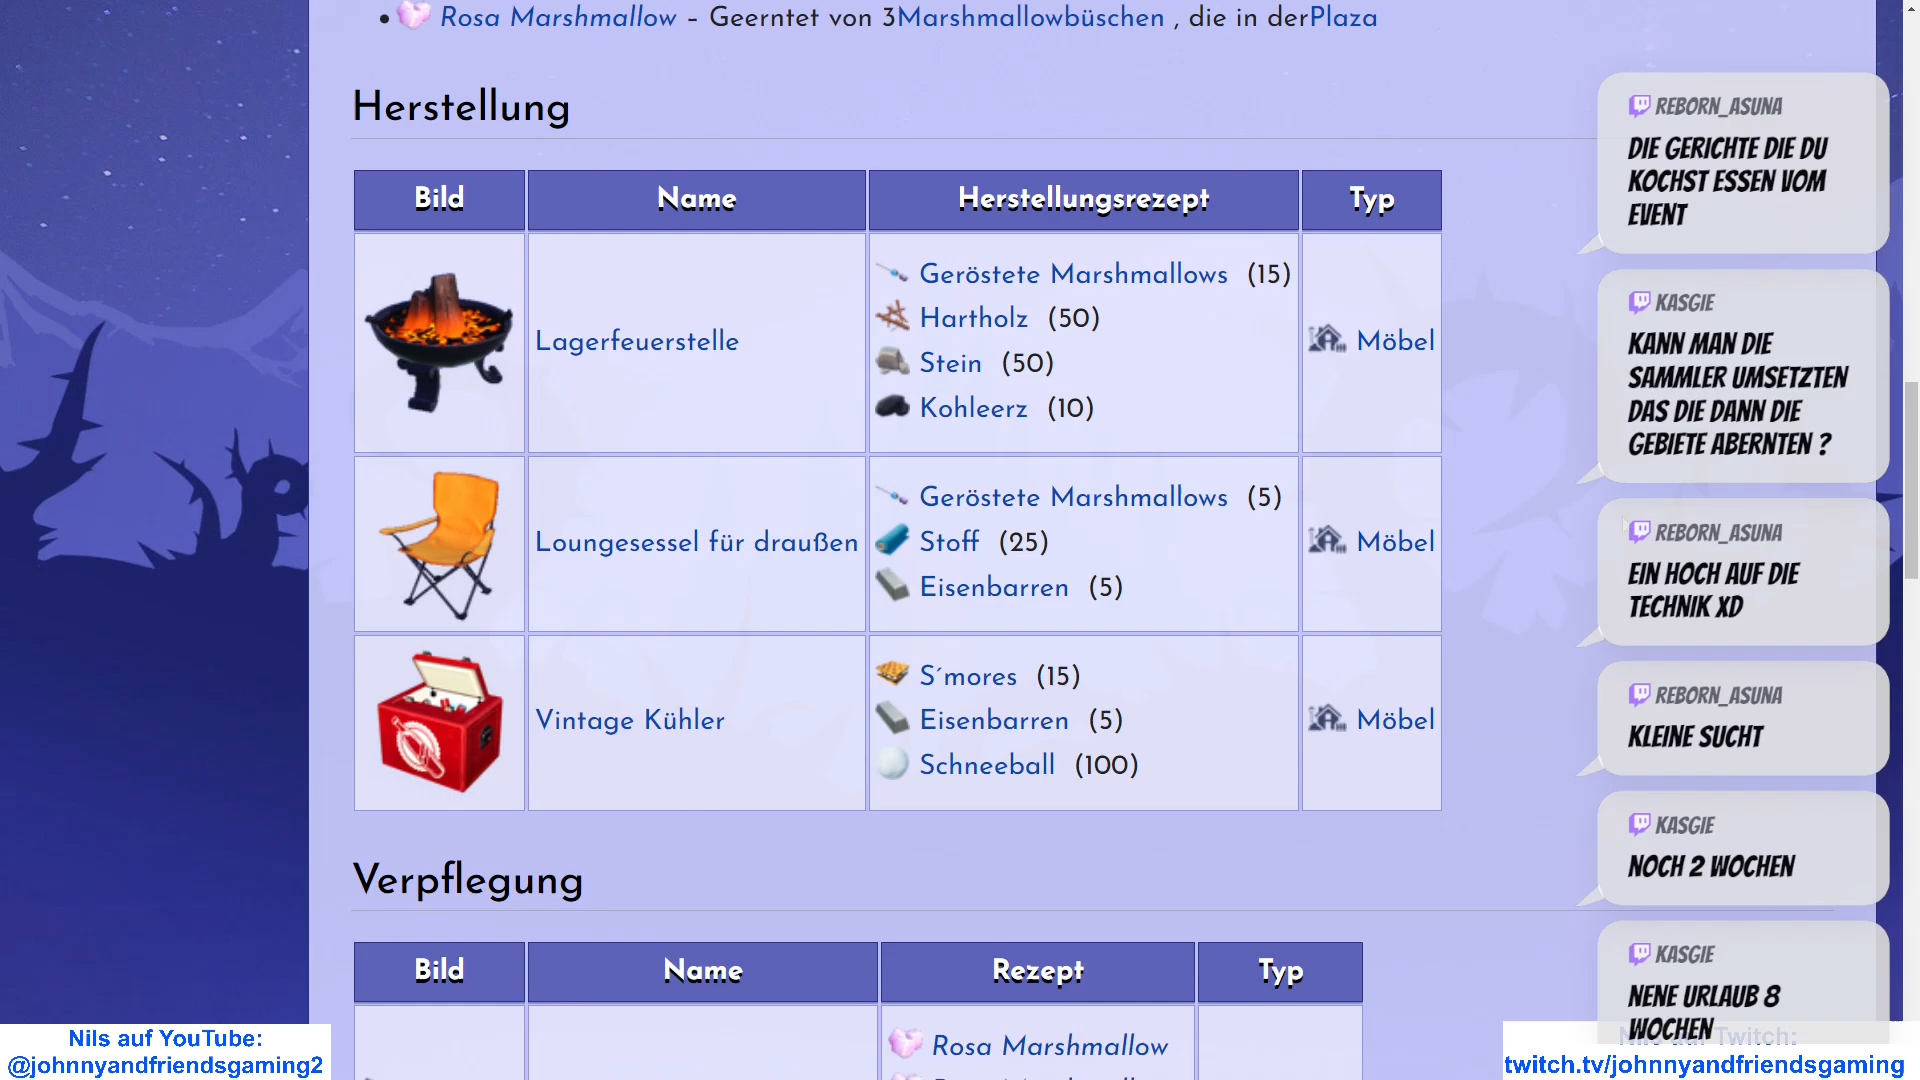 Rosa Marshmallow – Geerntet von 3Marshmallowbüschen , die in derPlaza
Herstellung
Bild Name Herstellungsrezept Typ
Lagerfeuerstelle
Geröstete Marshmallows (15)
Hartholz (50)
Stein (50)
Kohleerz (10)
Möbel
Loungesessel für draußen
Geröstete Marshmallows (5)
Stoff (25)
Eisenbarren (5)
Möbel
Vintage Kühler
S´mores (15)
Eisenbarren (5)
Schneeball (100)
Möbel
Verpflegung
Bild Name Rezept Typ
Rosa Marshmallow
REBORN_ASUNA
DIE GERICHTE DIE DU
KOCHST ESSEN VOM
EVENT
KASGIE
KANN MAN DIE
SAMMLER UMSETZTEN
DAS DIE DANN DIE
GEBIETE ABERNTEN ?
REBORN_ASUNA
EIN HOCH AUF DIE
TECHNIK XD
REBORN_ASUNA
KLEINE SUCHT
KASGIE
NOCH 2 WOCHEN
KASGIE
NENE URLAUB 8
WOCHEN
Nils auf YouTube:
@johnnyandfriendsgaming2
Nils auf Twitch:
twitch.tv/johnnyandfriendsgaming